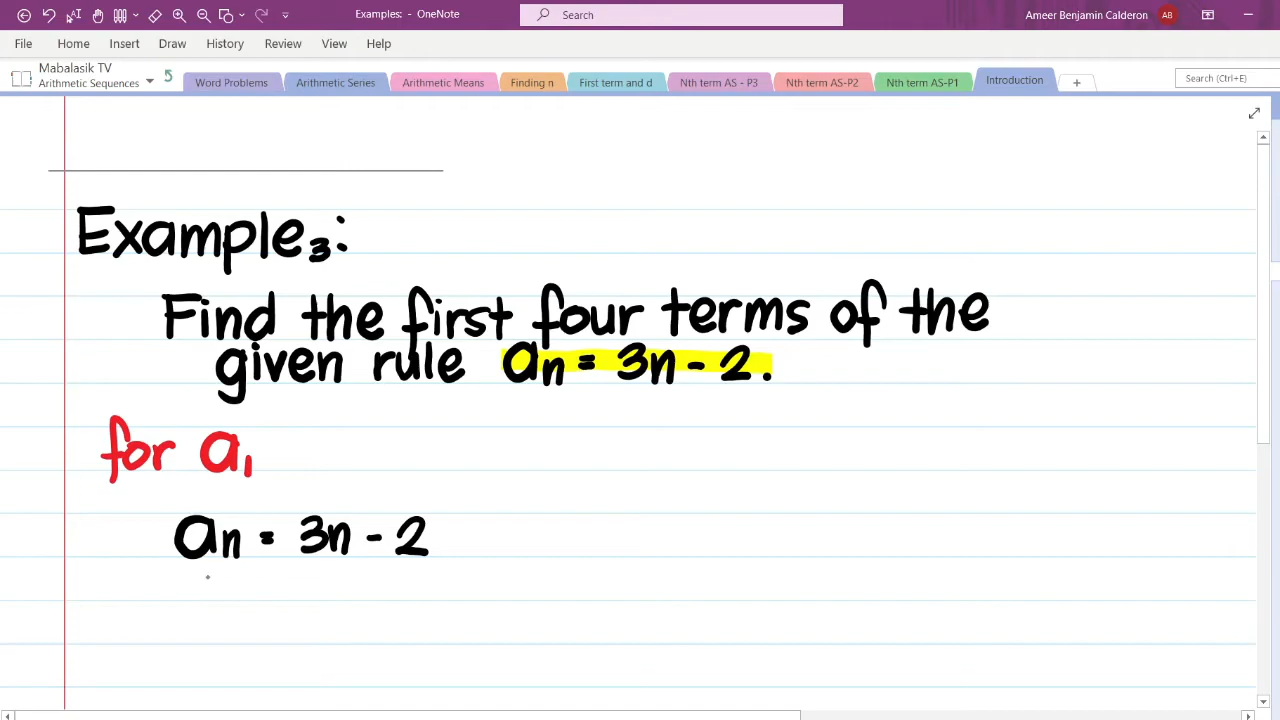 Examples: - OneNote
Search
Ameer Benjamin Calderon AB
File Home Insert Draw History Review View Help
Mabalasik TV
Arithmetic Sequences
Word Problems Arithmetic Series Arithmetic Means Finding n First term and d Nth term AS - P3 Nth term AS-P2 Nth term AS-P1 Introduction +
Search (Ctrl+E)
Example₃:
Find the first four terms of the
given rule aₙ = 3n - 2.
for a₁
aₙ = 3n - 2